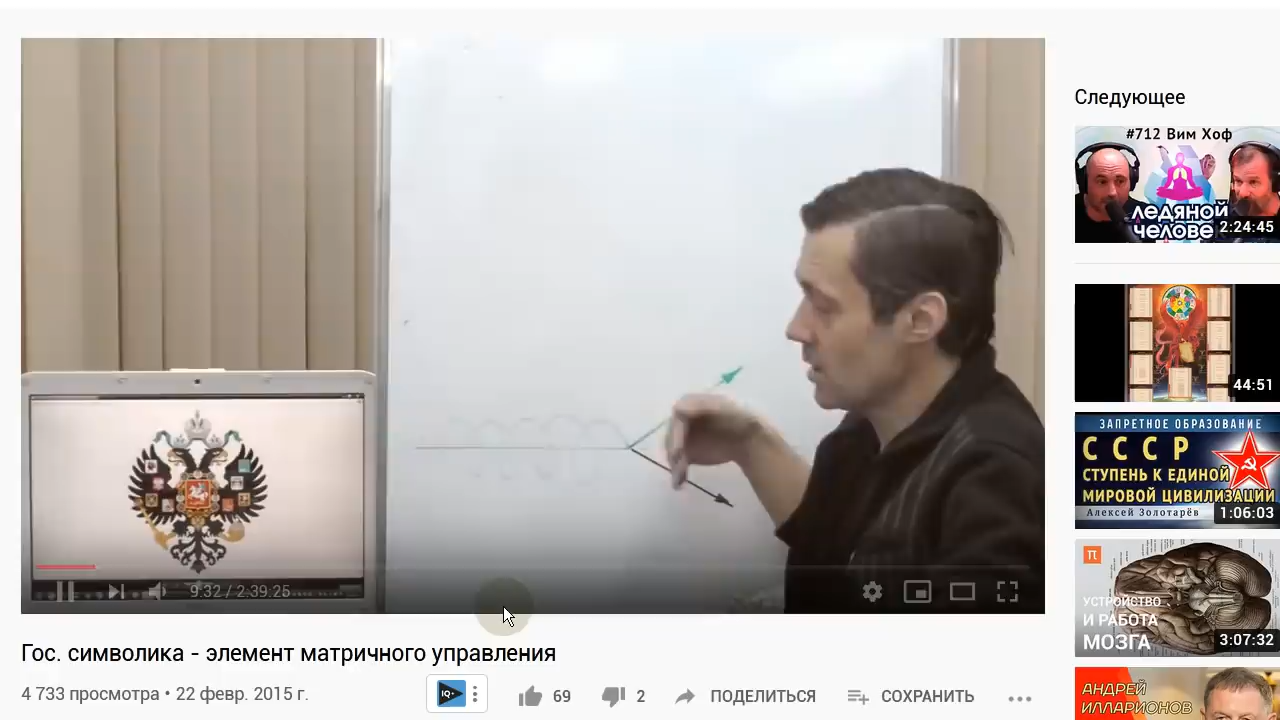 Следующее
#712 Вим Хоф
ЛЕДЯНОЙ
ЧЕЛОВЕ
2:24:45
44:51
ЗАПРЕТНОЕ ОБРАЗОВАНИЕ
СССР
СТУПЕНЬ К ЕДИНОЙ
МИРОВОЙ ЦИВИЛИЗАЦИИ
Алексей Золотарёв
1:06:03
π
УСТРОЙСТВО
И РАБОТА
МОЗГА
3:07:32
АНДРЕЙ
ИЛЛАРИОНОВ
9:32 / 2:39:25
Гос. символика - элемент матричного управления
4 733 просмотра • 22 февр. 2015 г.
IQ+
69
2
ПОДЕЛИТЬСЯ
СОХРАНИТЬ